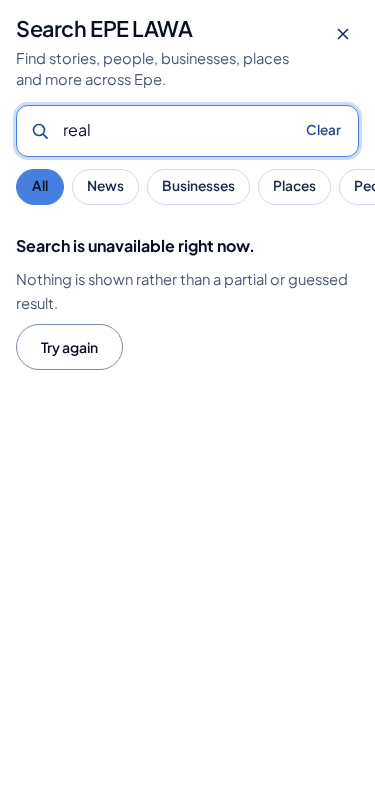 Search EPE LAWA
Find stories, people, businesses, places
and more across Epe.
real
Clear
All
News
Businesses
Places
Search is unavailable right now.
Nothing is shown rather than a partial or guessed
result.
Try again